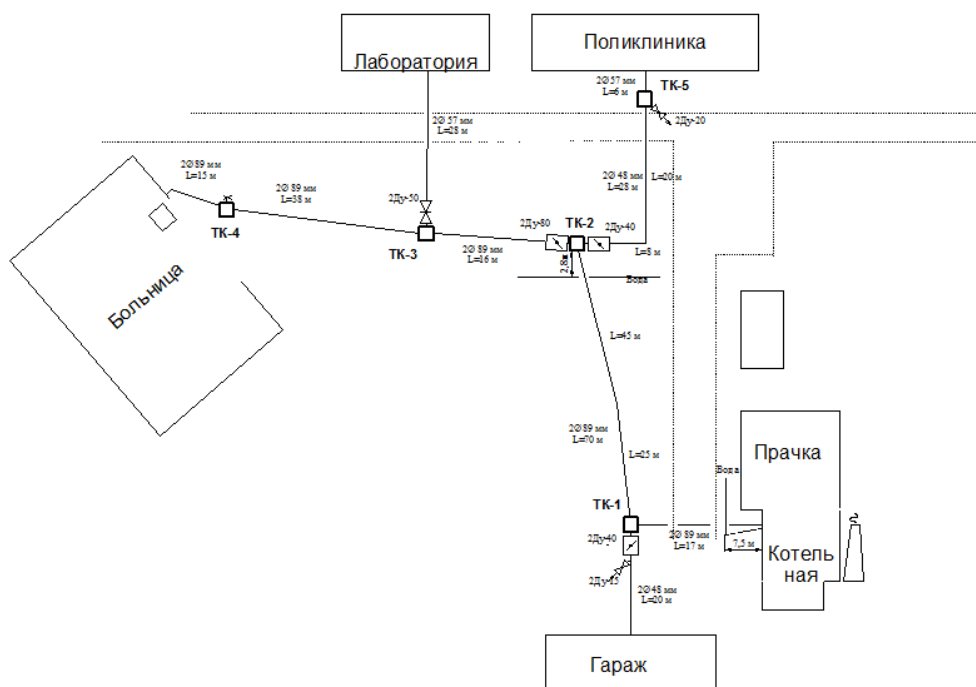 Лаборатория
Поликлиника
2Ø 57 мм
L=6 м
ТК-5
2Ду-20
2Ø 57 мм
L=28 м
2Ø 89 мм
L=15 м
2Ø 89 мм
L=38 м
2Ø 48 мм
L=28 м
L=20 м
2Ду-50
ТК-4
2Ду-80
ТК-2
2Ду-40
ТК-3
2Ø 89 мм
L=16 м
L=8 м
2,8м
Вода
Больница
L=45 м
2Ø 89 мм
L=70 м
L=25 м
Прачка
Вода
ТК-1
2Ду-40
2Ø 89 мм
L=17 м
7,5 м
Котель
ная
2Ду-15
2Ø 48 мм
L=20 м
Гараж